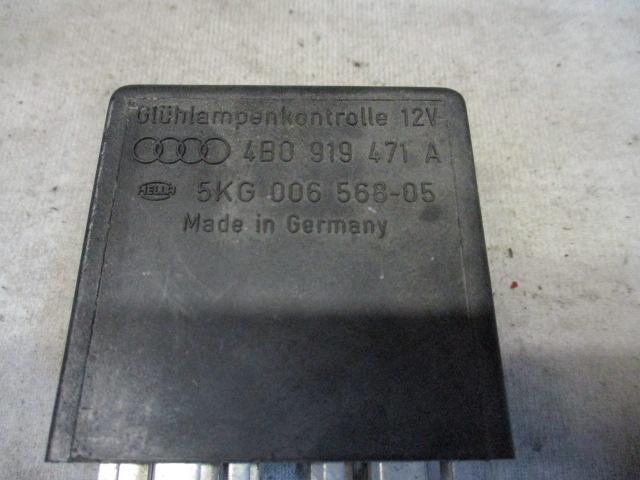 Glühlampenkontrolle 12V
4B0 919 471 A
HELLA 5KG 006 568-05
Made in Germany